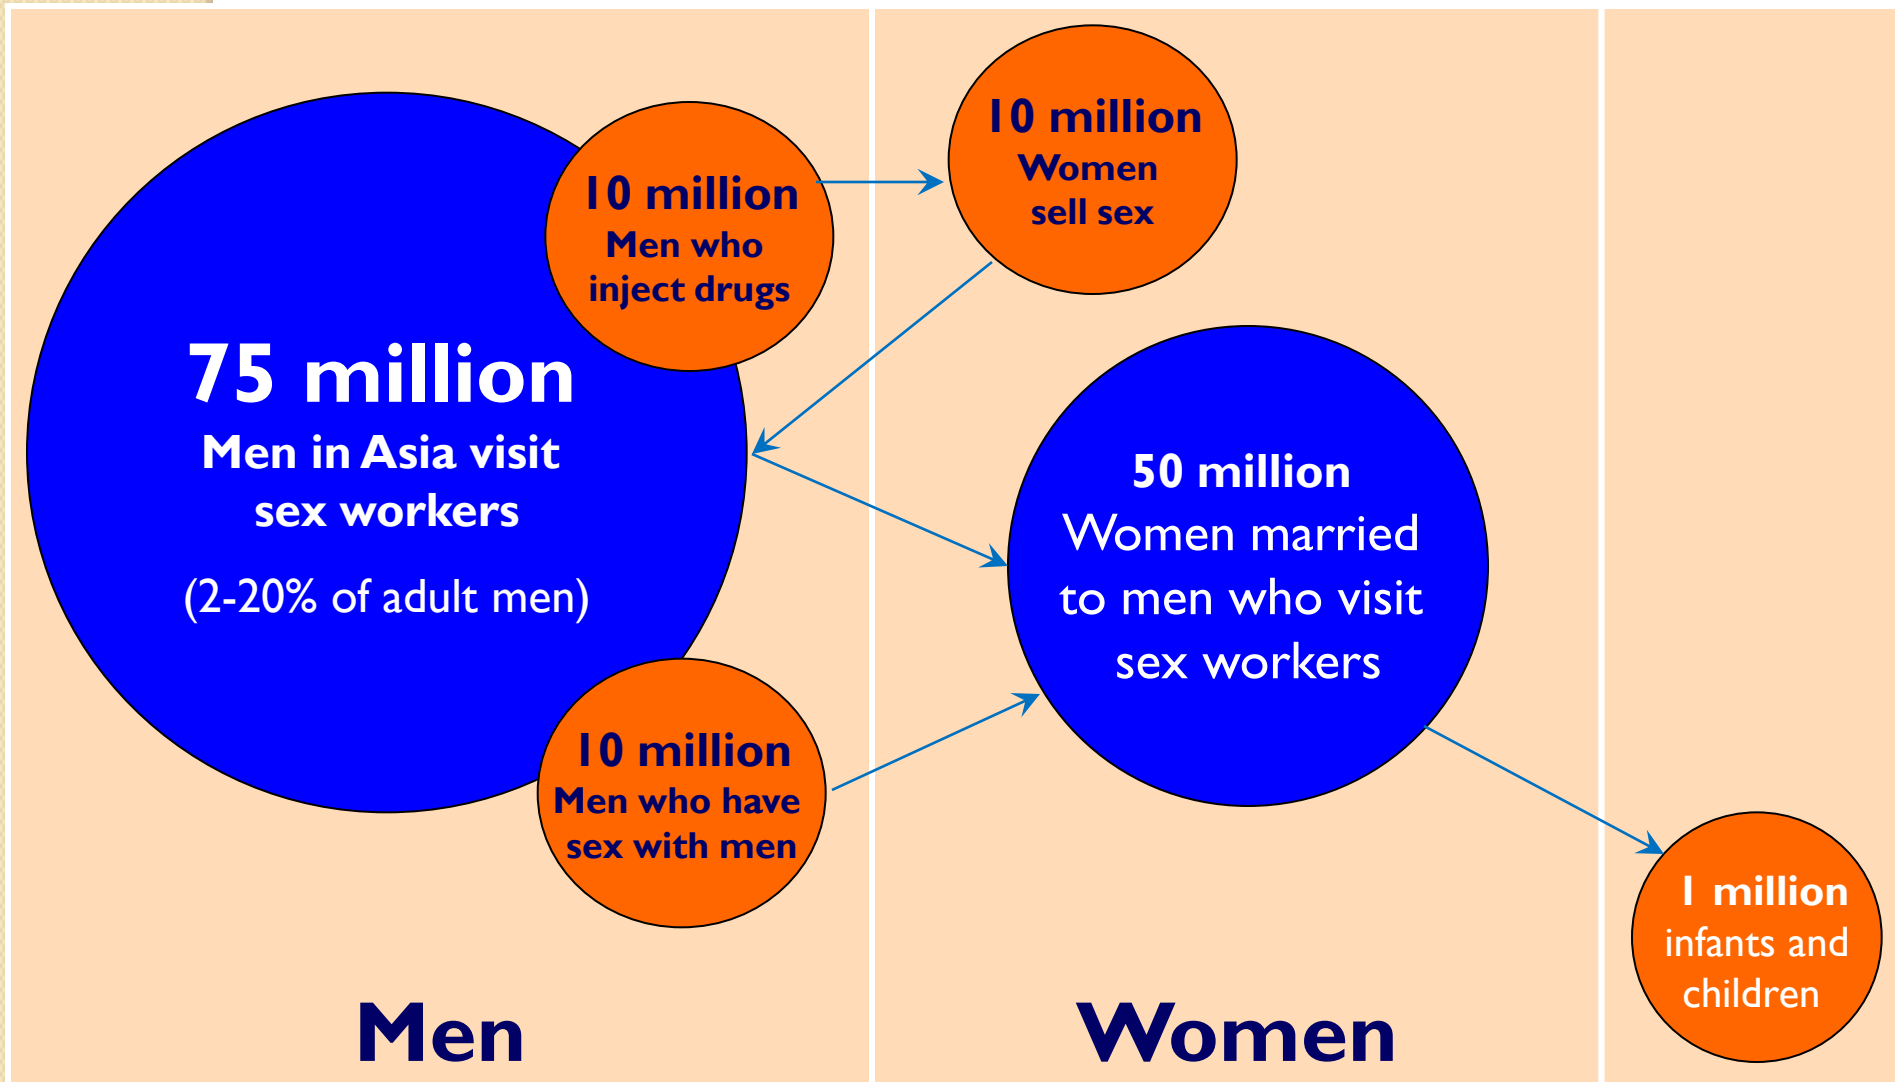 75 million
Men in Asia visit
sex workers
(2-20% of adult men)
10 million
Men who
inject drugs
10 million
Men who have
sex with men
Men
10 million
Women
sell sex
50 million
Women married
to men who visit
sex workers
Women
1 million
infants and
children